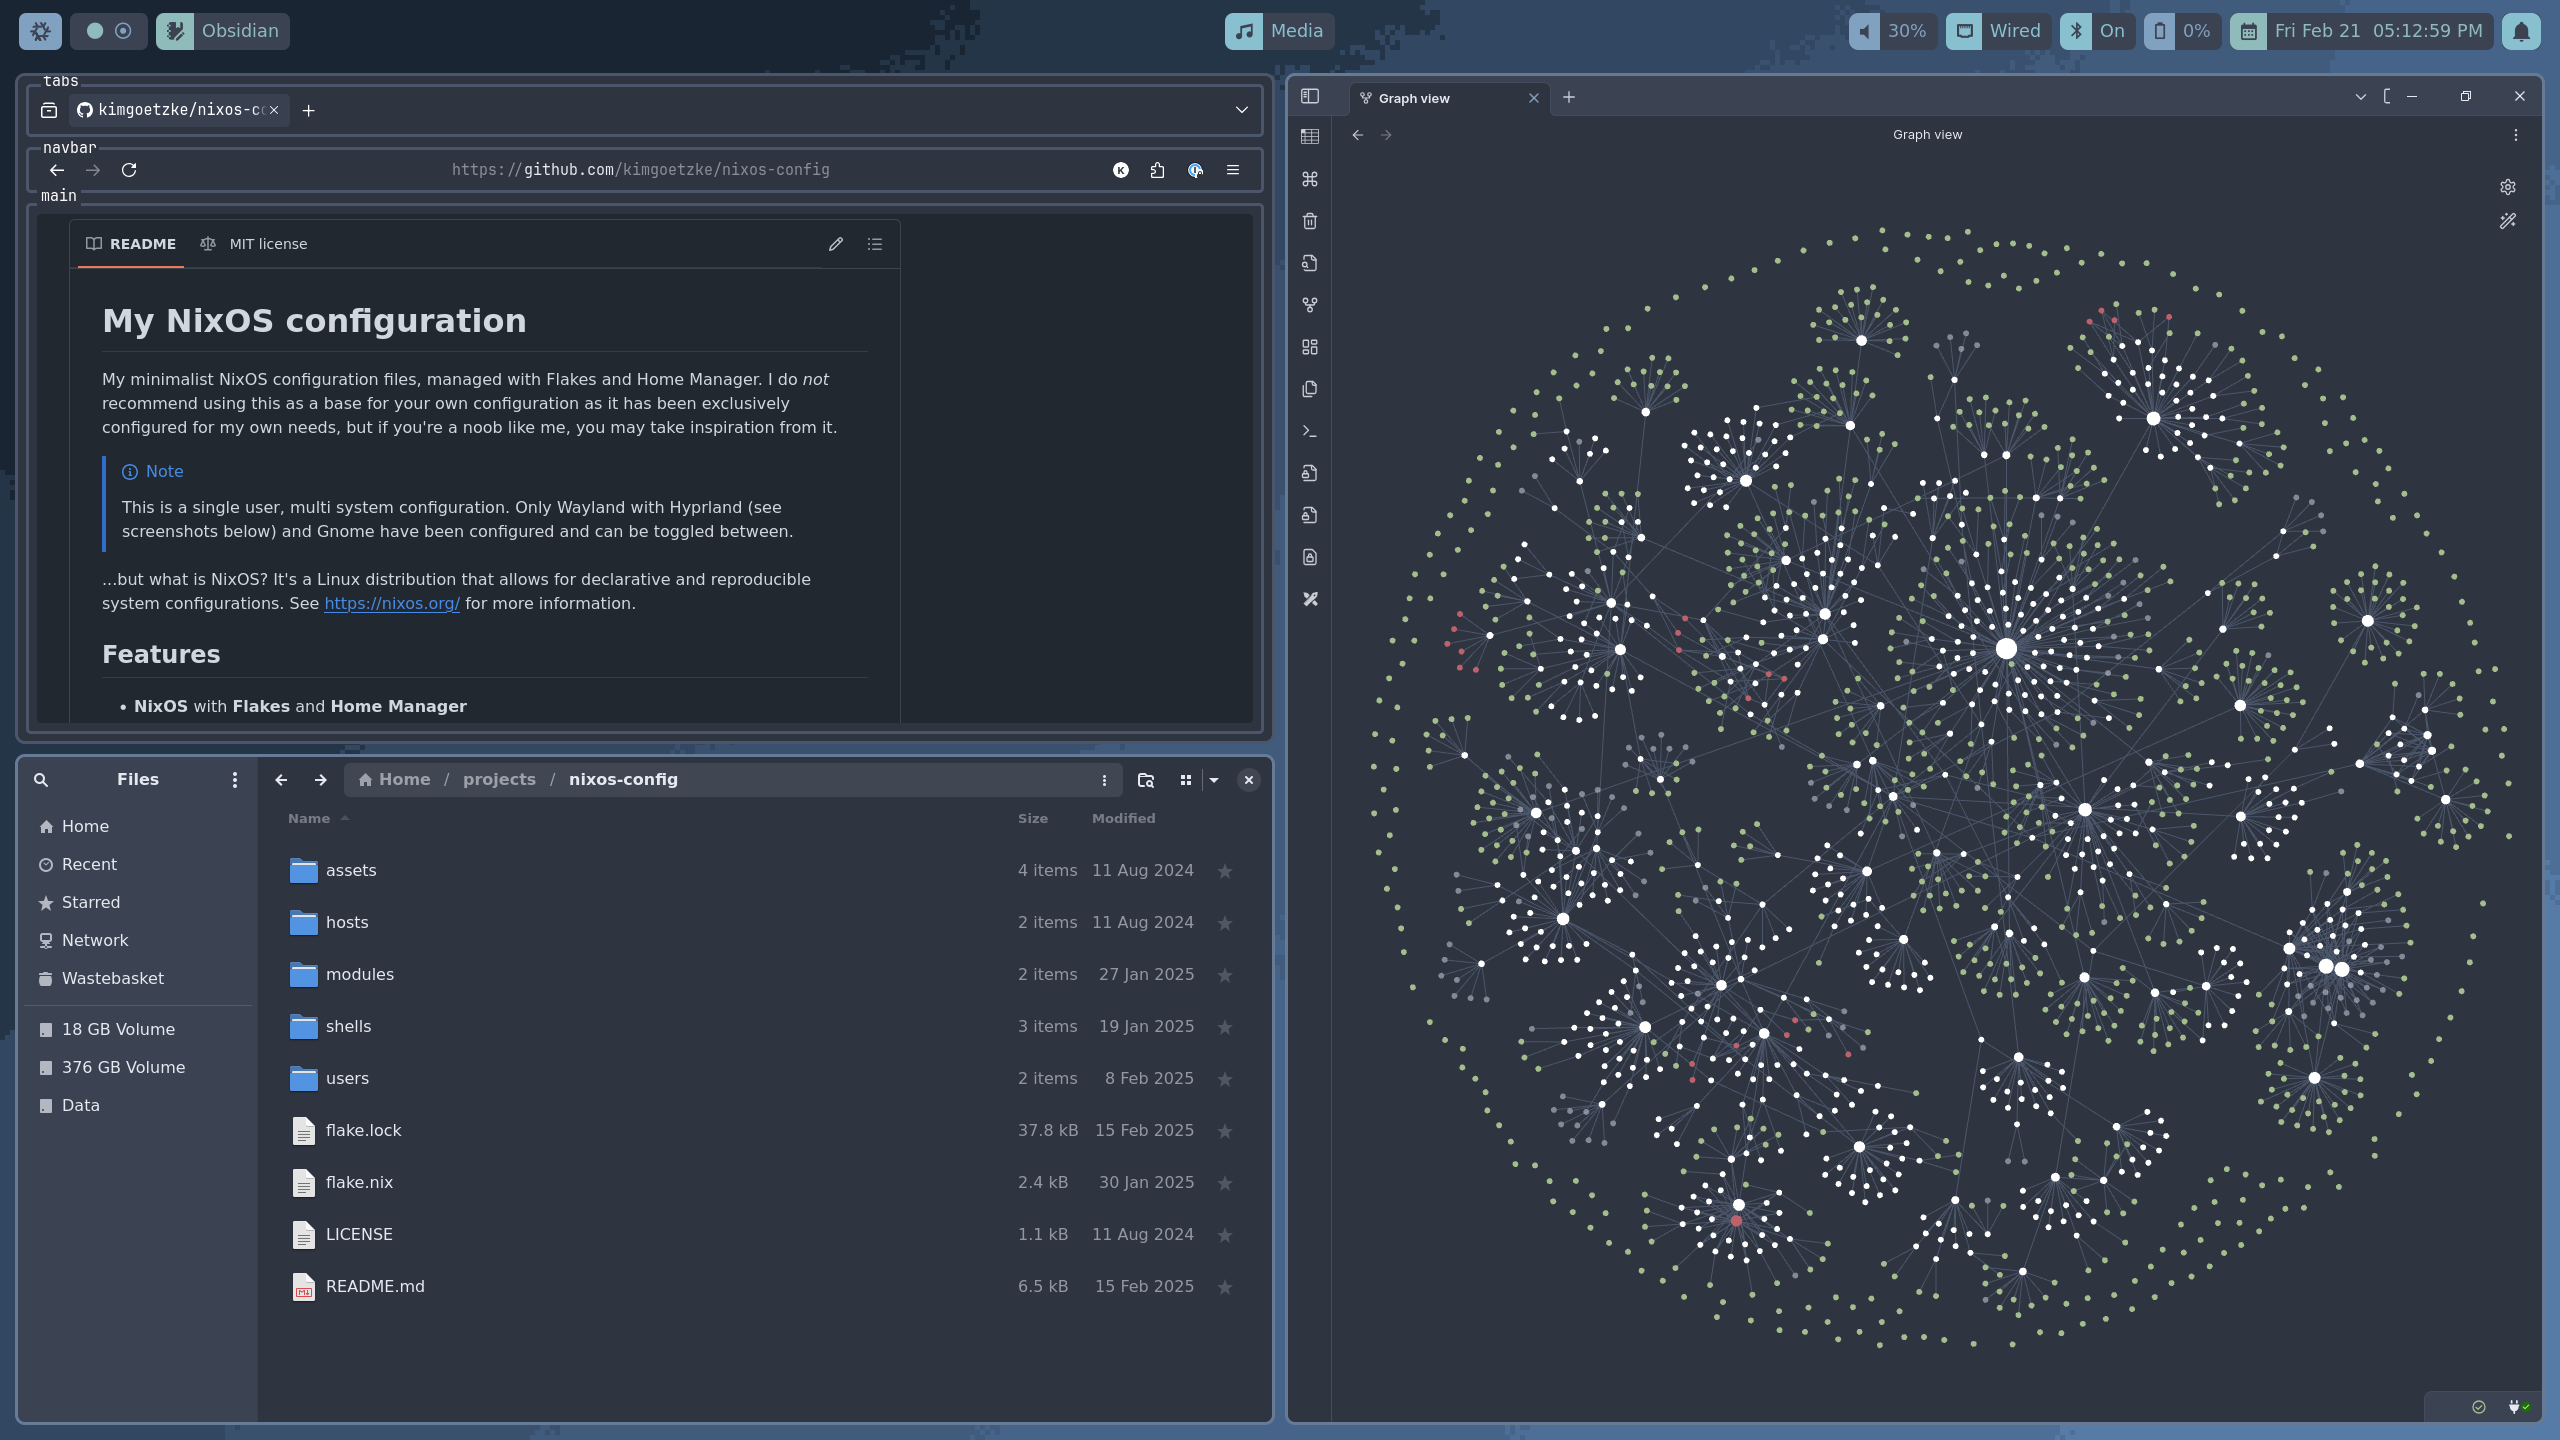 Obsidian
Media
30%
Wired
On
0%
Fri Feb 21 05:12:59 PM
tabs
kimgoetzke/nixos-c
navbar
https://github.com/kimgoetzke/nixos-config
K
main
README
MIT license
My NixOS configuration
My minimalist NixOS configuration files, managed with Flakes and Home Manager. I do not
recommend using this as a base for your own configuration as it has been exclusively
configured for my own needs, but if you're a noob like me, you may take inspiration from it.
Note
This is a single user, multi system configuration. Only Wayland with Hyprland (see
screenshots below) and Gnome have been configured and can be toggled between.
...but what is NixOS? It's a Linux distribution that allows for declarative and reproducible
system configurations. See https://nixos.org/ for more information.
Features
• NixOS with Flakes and Home Manager
Files
Home / projects / nixos-config
Home
Recent
Starred
Network
Wastebasket
18 GB Volume
376 GB Volume
Data
Name Size Modified
assets 4 items 11 Aug 2024
hosts 2 items 11 Aug 2024
modules 2 items 27 Jan 2025
shells 3 items 19 Jan 2025
users 2 items 8 Feb 2025
flake.lock 37.8 kB 15 Feb 2025
flake.nix 2.4 kB 30 Jan 2025
LICENSE 1.1 kB 11 Aug 2024
README.md 6.5 kB 15 Feb 2025
Graph view
Graph view